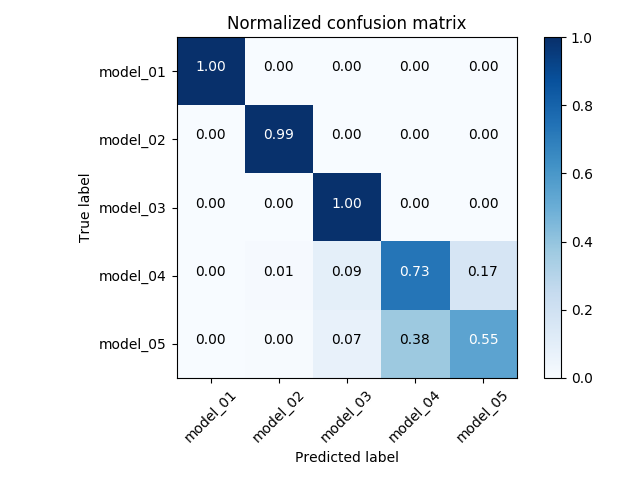 Normalized confusion matrix
True label
model_01 1.00 0.00 0.00 0.00 0.00
model_02 0.00 0.99 0.00 0.00 0.00
model_03 0.00 0.00 1.00 0.00 0.00
model_04 0.00 0.01 0.09 0.73 0.17
model_05 0.00 0.00 0.07 0.38 0.55
model_01 model_02 model_03 model_04 model_05
Predicted label
1.0
0.8
0.6
0.4
0.2
0.0